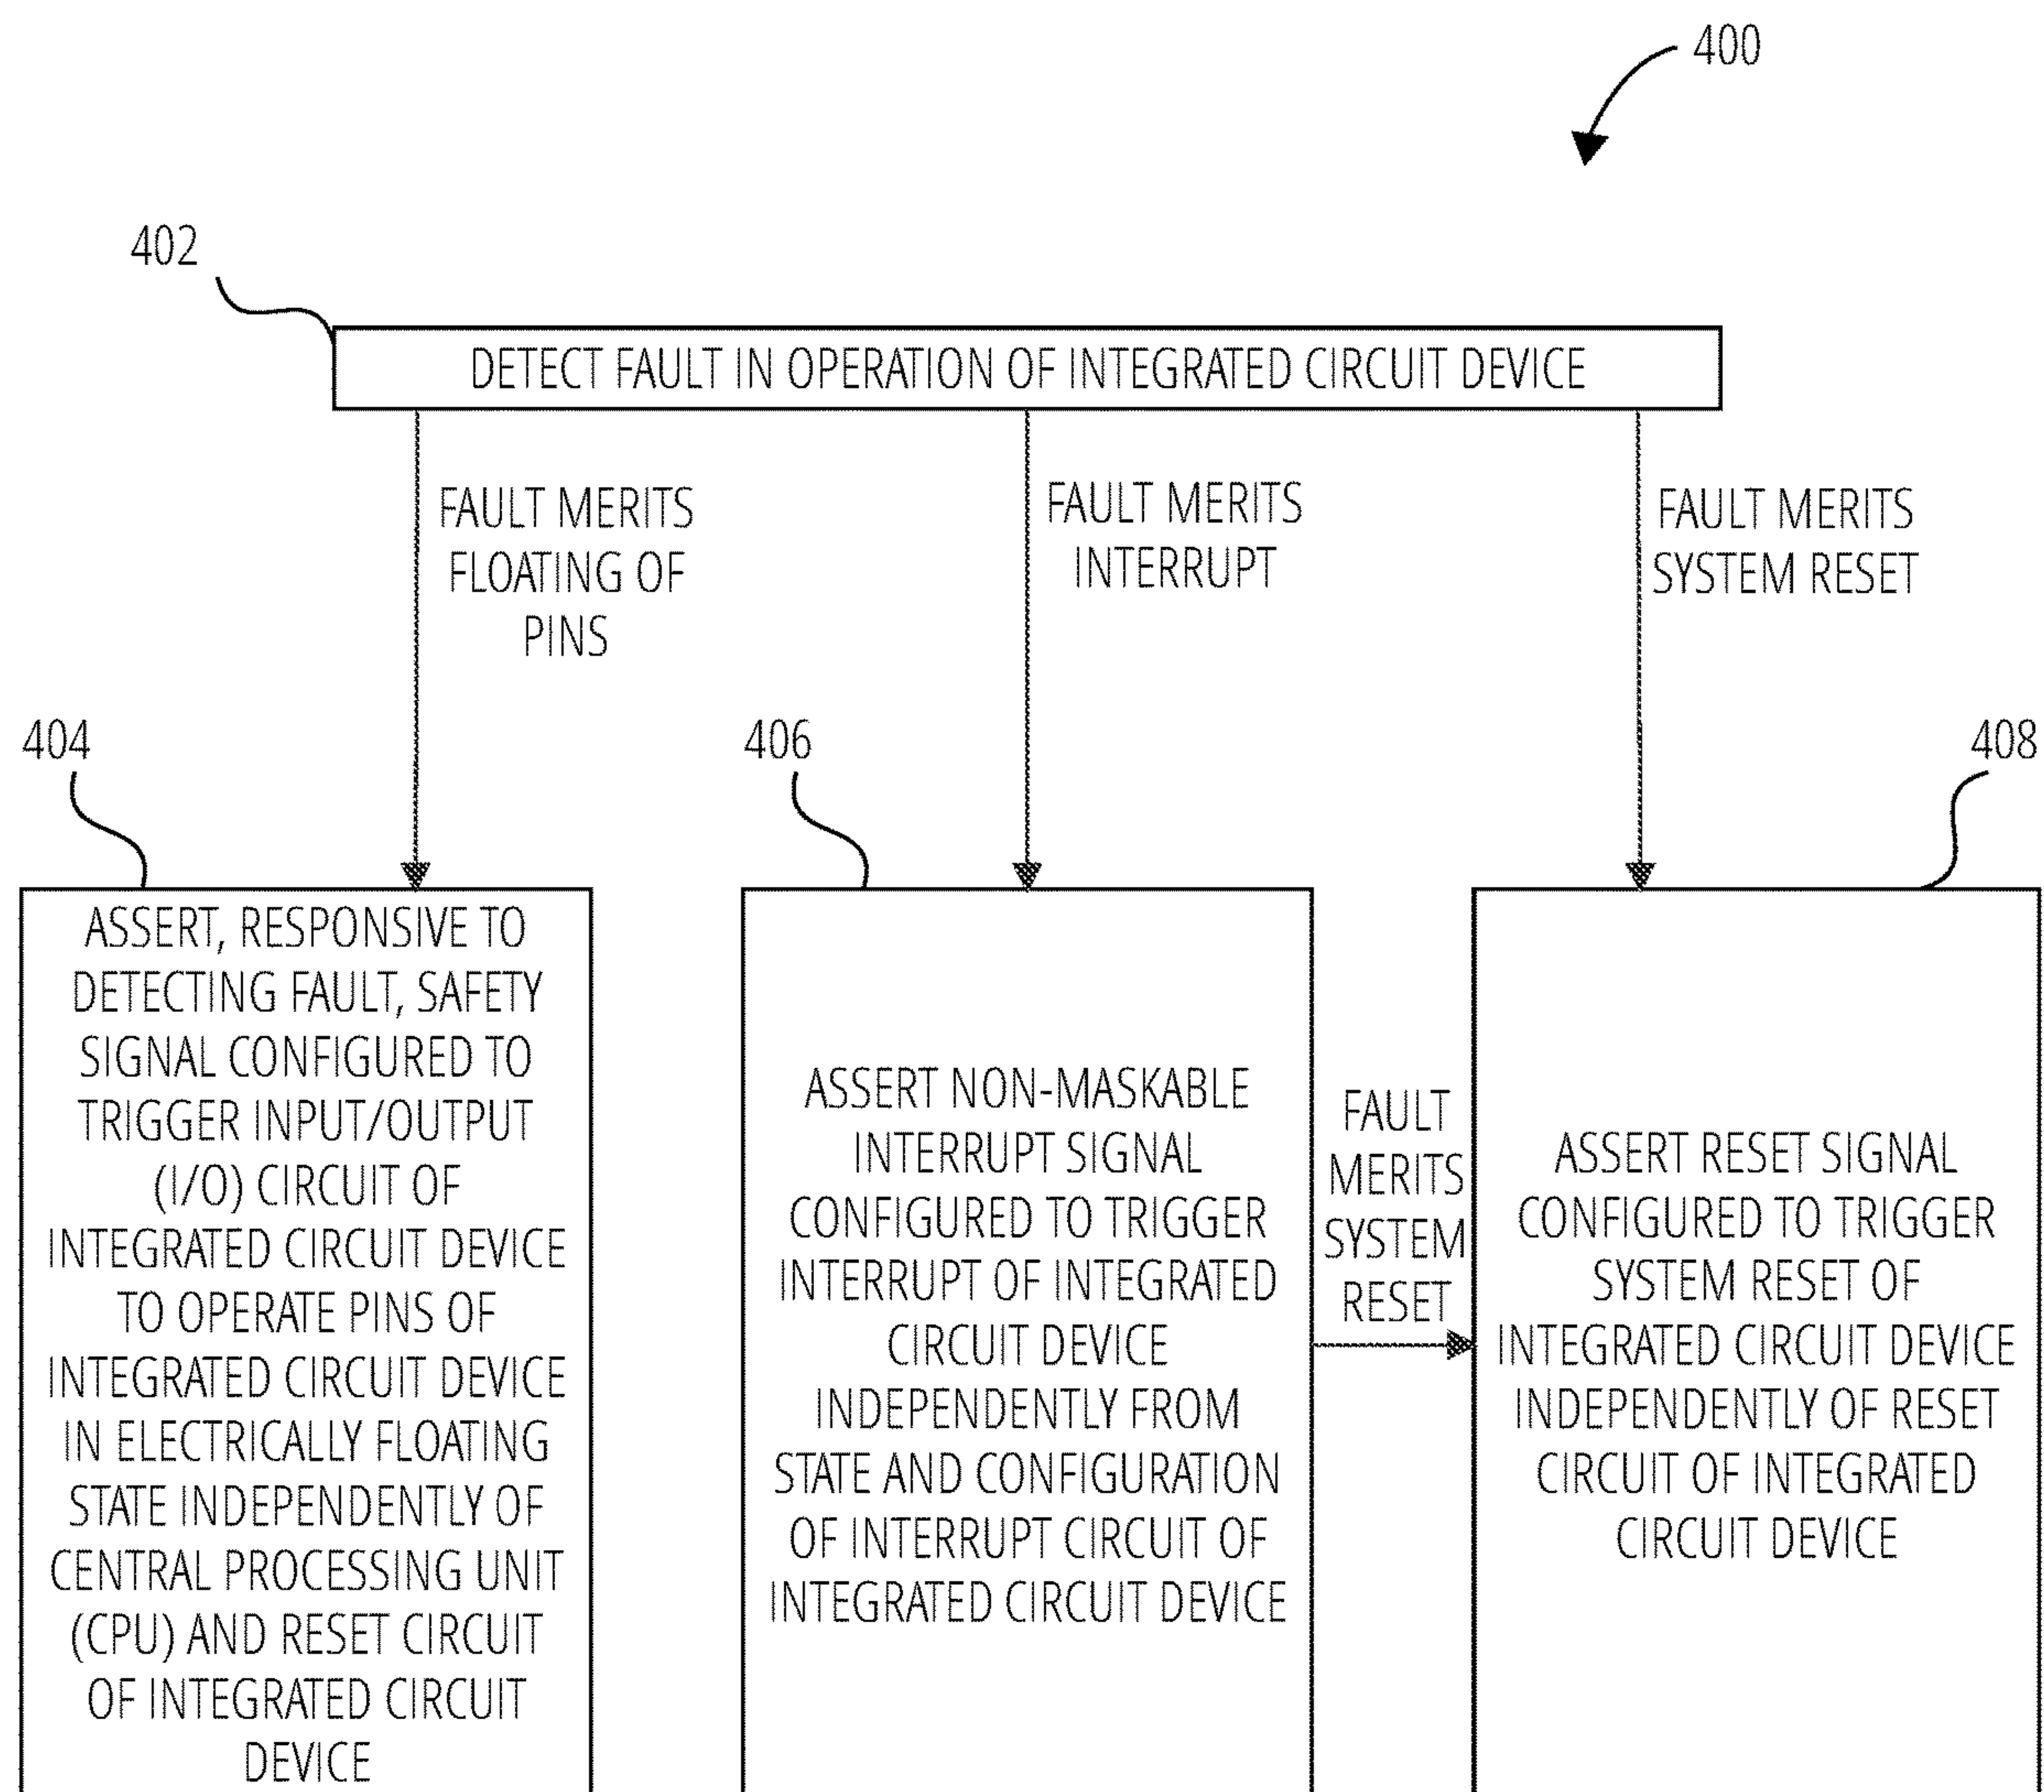 400
402
DETECT FAULT IN OPERATION OF INTEGRATED CIRCUIT DEVICE
FAULT MERITS
FLOATING OF
PINS
FAULT MERITS
INTERRUPT
FAULT MERITS
SYSTEM RESET
404
406
408
ASSERT, RESPONSIVE TO
DETECTING FAULT, SAFETY
SIGNAL CONFIGURED TO
TRIGGER INPUT/OUTPUT
(I/O) CIRCUIT OF
INTEGRATED CIRCUIT DEVICE
TO OPERATE PINS OF
INTEGRATED CIRCUIT DEVICE
IN ELECTRICALLY FLOATING
STATE INDEPENDENTLY OF
CENTRAL PROCESSING UNIT
(CPU) AND RESET CIRCUIT
OF INTEGRATED CIRCUIT
DEVICE
ASSERT NON-MASKABLE
INTERRUPT SIGNAL
CONFIGURED TO TRIGGER
INTERRUPT OF INTEGRATED
CIRCUIT DEVICE
INDEPENDENTLY FROM
STATE AND CONFIGURATION
OF INTERRUPT CIRCUIT OF
INTEGRATED CIRCUIT DEVICE
FAULT
MERITS
SYSTEM
RESET
ASSERT RESET SIGNAL
CONFIGURED TO TRIGGER
SYSTEM RESET OF
INTEGRATED CIRCUIT DEVICE
INDEPENDENTLY OF RESET
CIRCUIT OF INTEGRATED
CIRCUIT DEVICE